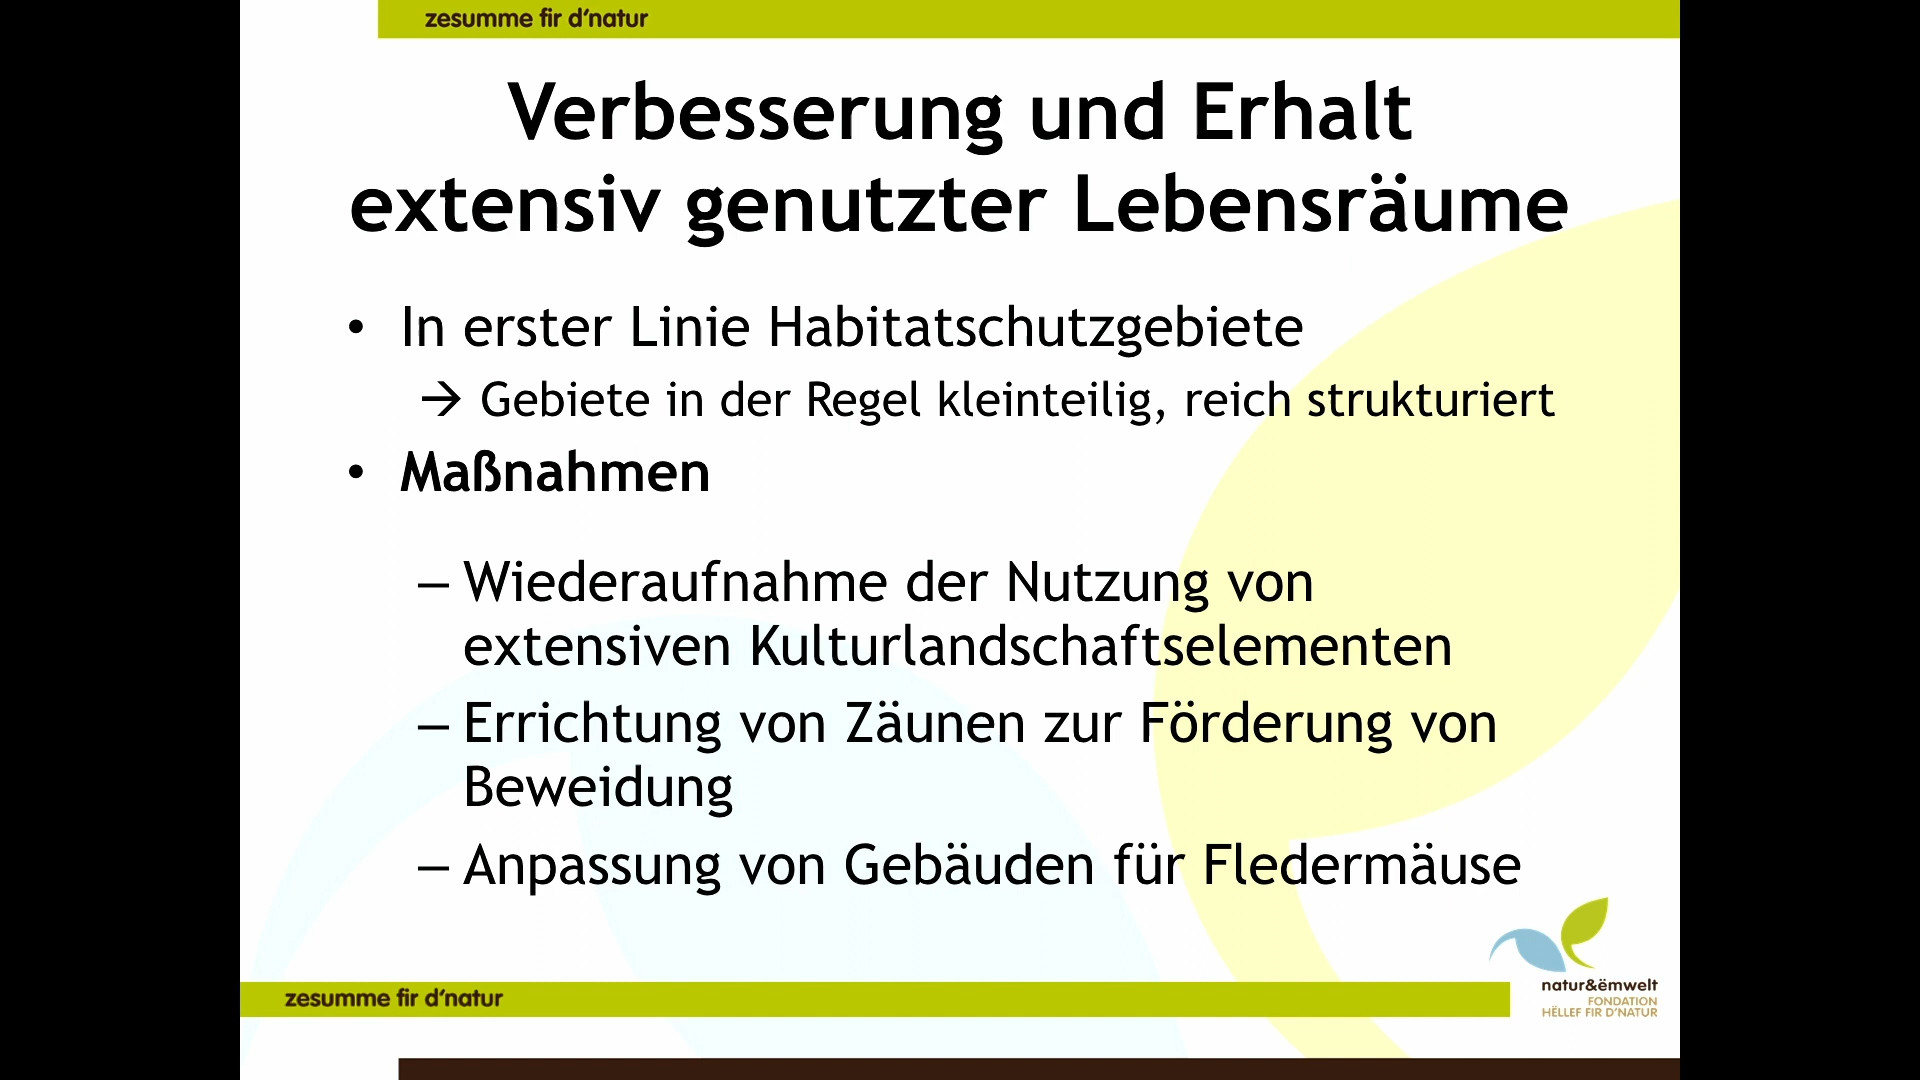 zesumme fir d'natur
Verbesserung und Erhalt
extensiv genutzter Lebensräume
• In erster Linie Habitatschutzgebiete
→ Gebiete in der Regel kleinteilig, reich strukturiert
• Maßnahmen
– Wiederaufnahme der Nutzung von
extensiven Kulturlandschaftselementen
– Errichtung von Zäunen zur Förderung von
Beweidung
– Anpassung von Gebäuden für Fledermäuse
zesumme fir d'natur
natur&ëmwelt
FONDATION
HËLLEF FIR D'NATUR